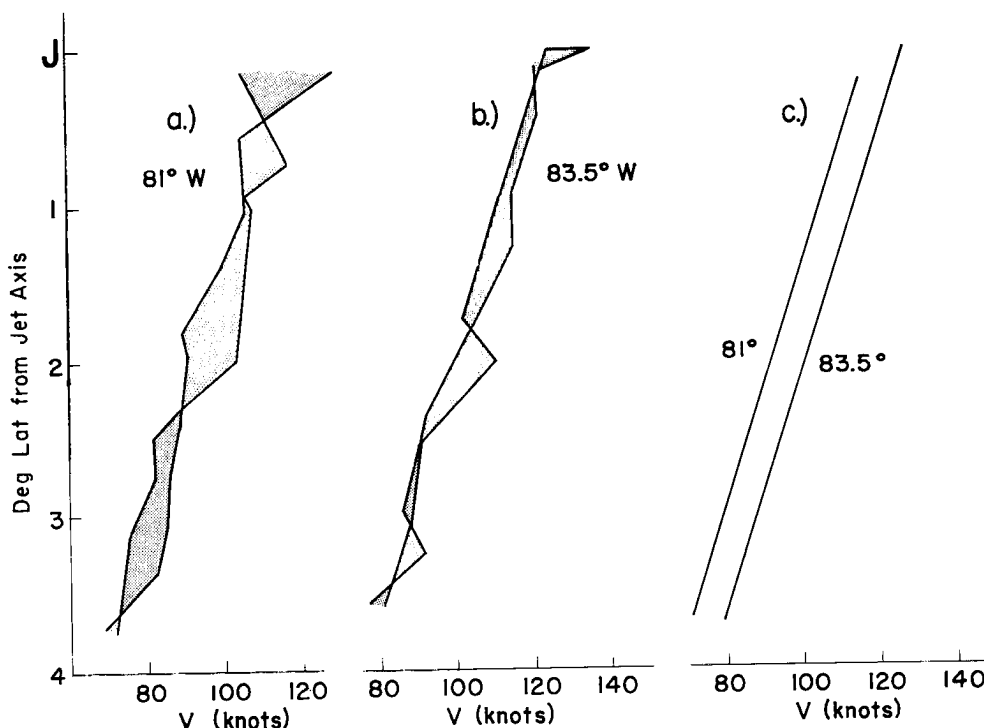 J
1
2
3
4
Deg Lat from Jet Axis
a.)
81° W
80 100 120
V (knots)
b.)
83.5° W
80 100 120 140
V (knots)
c.)
81°
83.5°
80 100 120 140
V (knots)